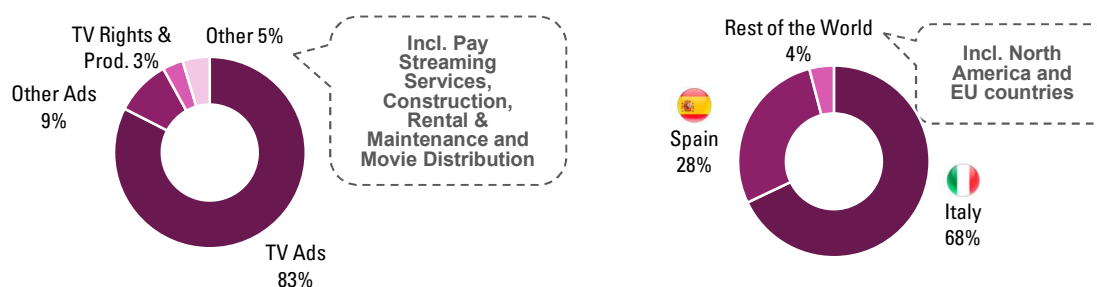 TV Rights &
Prod. 3%
Other 5%
Other Ads
9%
TV Ads
83%
Incl. Pay
Streaming
Services,
Construction,
Rental &
Maintenance and
Movie Distribution
Rest of the World
4%
Spain
28%
Italy
68%
Incl. North
America and
EU countries